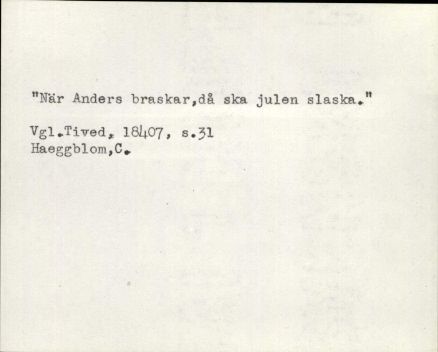 "När Anders braskar,då ska julen slaska."
Vgl.Tived, 18407, s.31
Haeggblom,C.